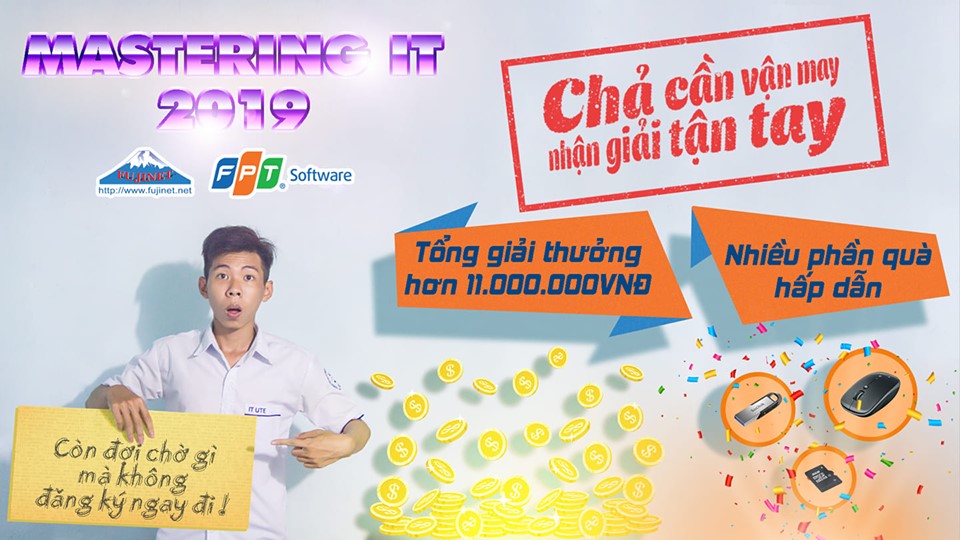 MASTERING IT
2019
FUJINET
http://www.fujinet.net
FPT Software
Chả cần vận may
nhận giải tận tay
Tổng giải thưởng
hơn 11.000.000VNĐ
Nhiều phần quà
hấp dẫn
IT UTE
Còn đợi chờ gì
mà không
đăng ký ngay đi !